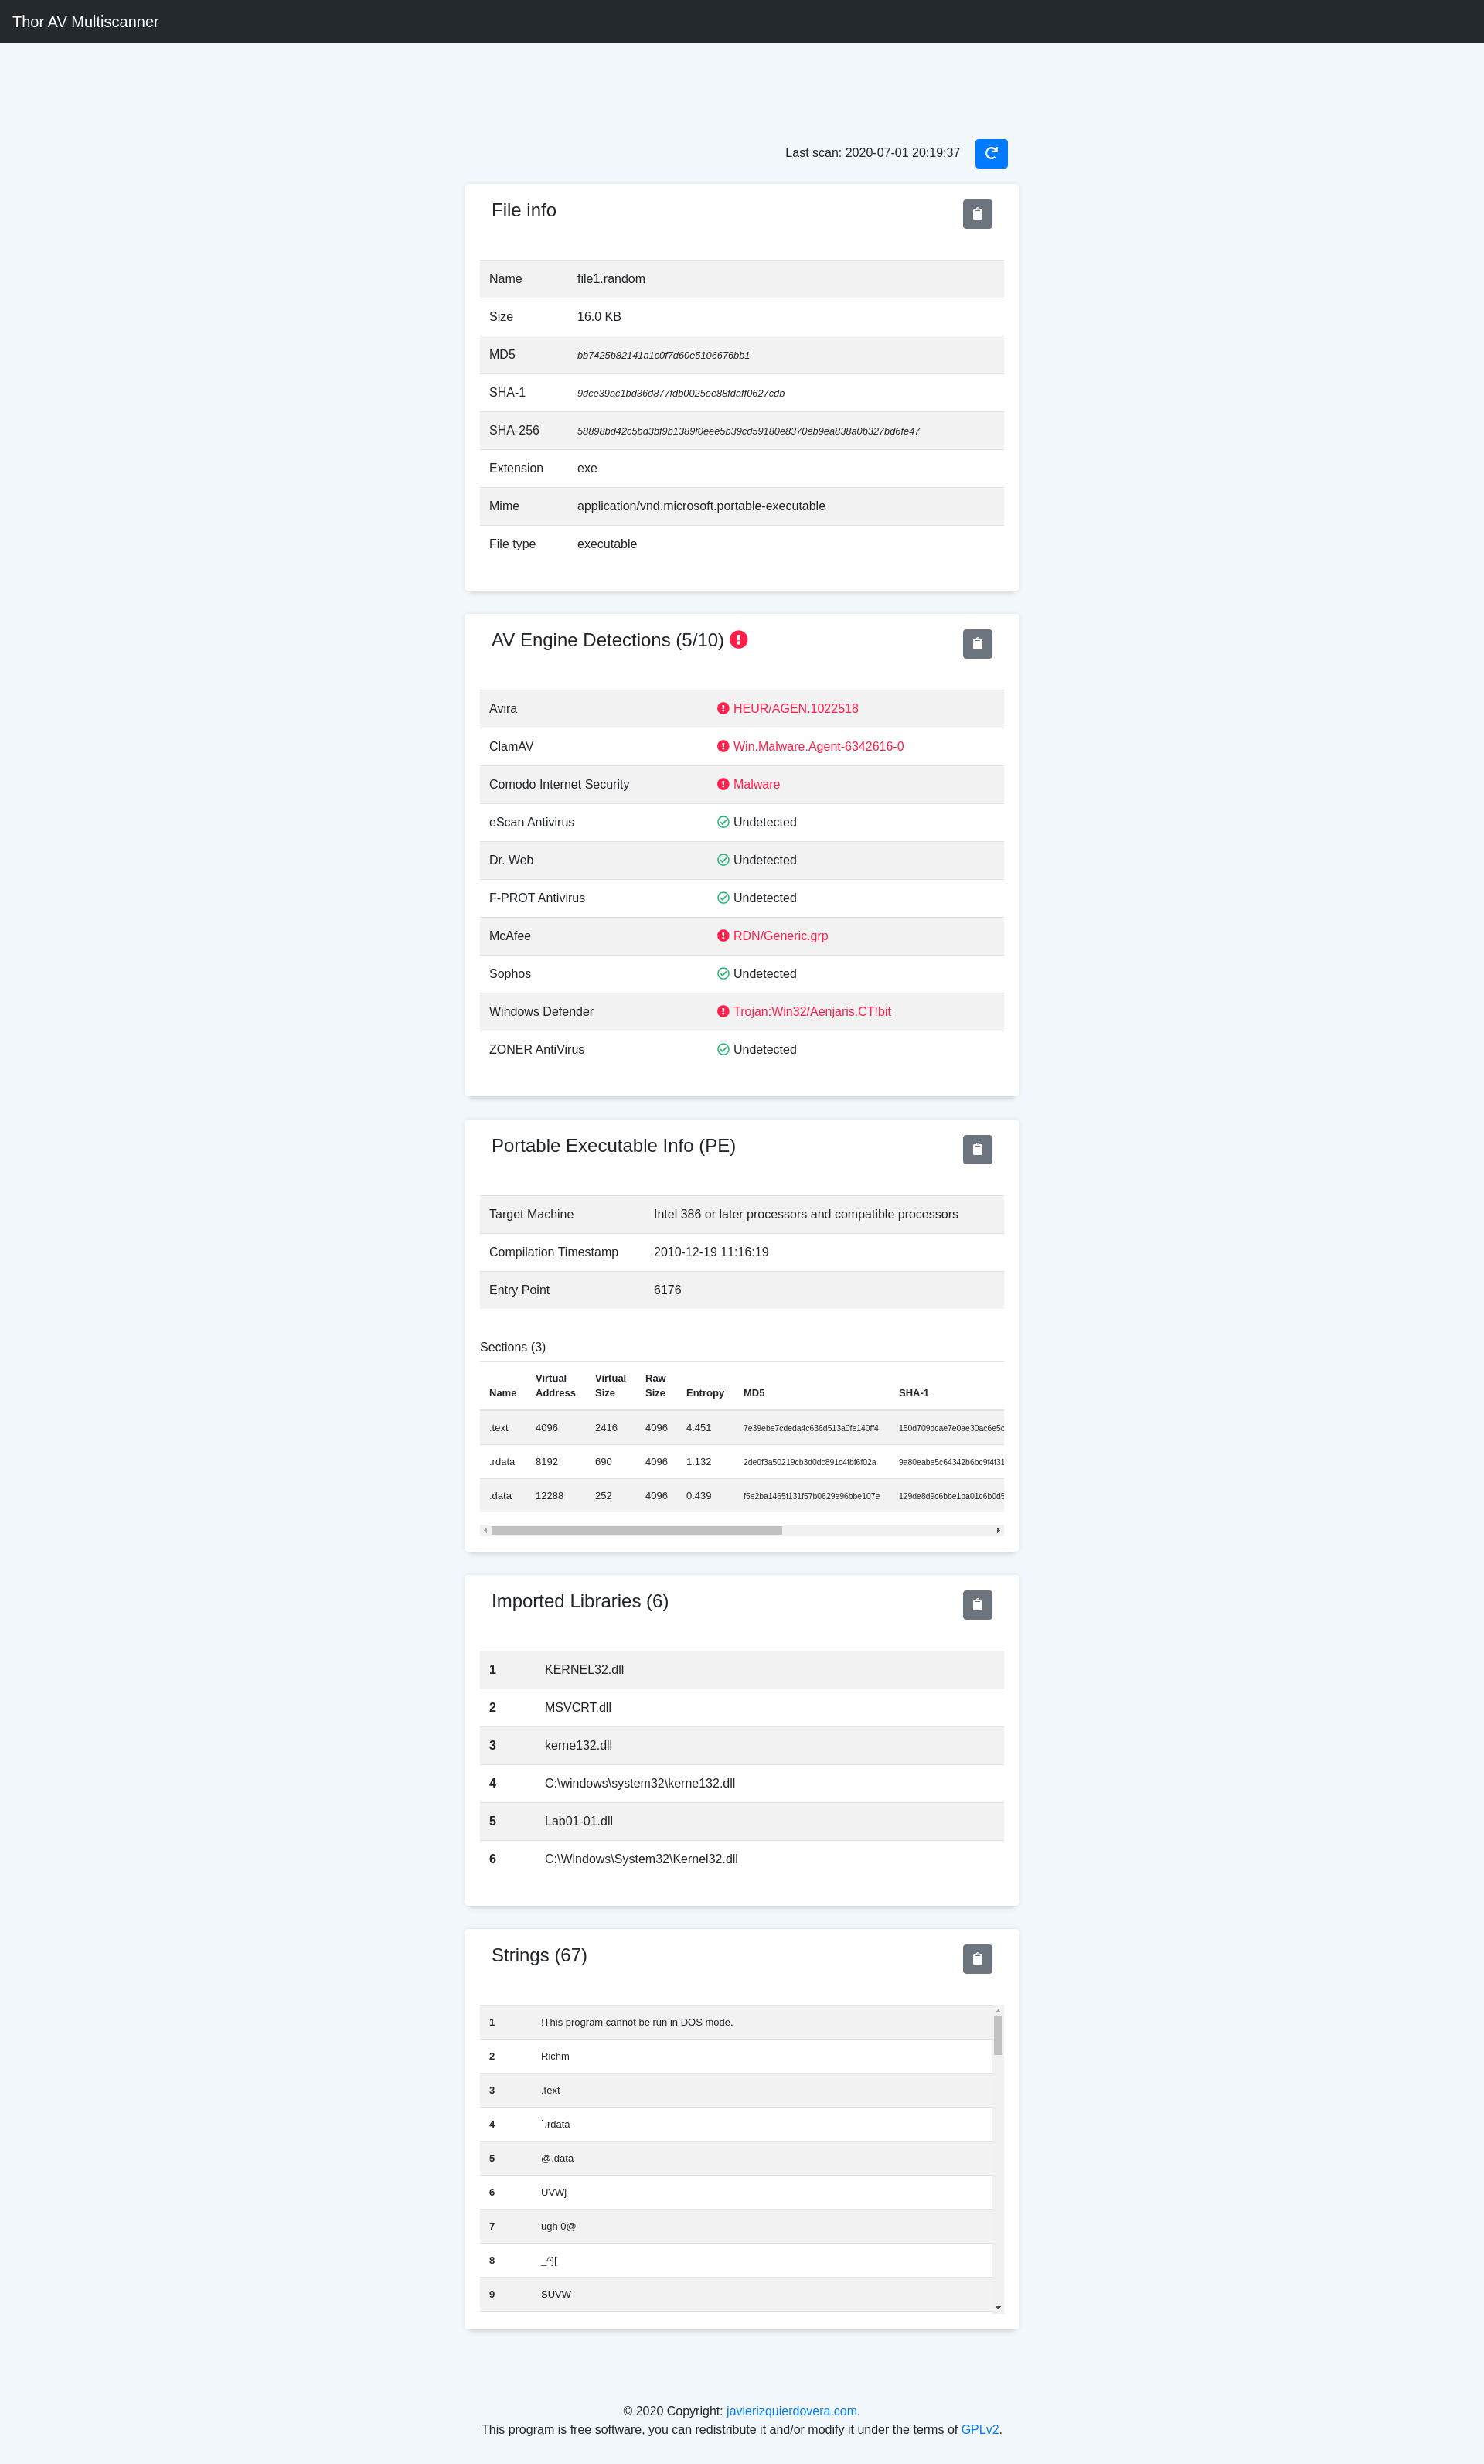 Thor AV Multiscanner
Last scan: 2020-07-01 20:19:37
File info
Name file1.random
Size 16.0 KB
MD5 bb7425b82141a1c0f7d60e5106676bb1
SHA-1 9dce39ac1bd36d877fdb0025ee88fdaff0627cdb
SHA-256 58898bd42c5bd3bf9b1389f0eee5b39cd59180e8370eb9ea838a0b327bd6fe47
Extension exe
Mime application/vnd.microsoft.portable-executable
File type executable
AV Engine Detections (5/10)
Avira HEUR/AGEN.1022518
ClamAV Win.Malware.Agent-6342616-0
Comodo Internet Security Malware
eScan Antivirus Undetected
Dr. Web Undetected
F-PROT Antivirus Undetected
McAfee RDN/Generic.grp
Sophos Undetected
Windows Defender Trojan:Win32/Aenjaris.CT!bit
ZONER AntiVirus Undetected
Portable Executable Info (PE)
Target Machine Intel 386 or later processors and compatible processors
Compilation Timestamp 2010-12-19 11:16:19
Entry Point 6176
Sections (3)
Virtual Virtual Raw
Name Address Size Size Entropy MD5 SHA-1
.text 4096 2416 4096 4.451 7e39ebe7cdeda4c636d513a0fe140ff4 150d709dcae7e0ae30ac6e5c
.rdata 8192 690 4096 1.132 2de0f3a50219cb3d0dc891c4fbf6f02a 9a80eabe5c64342b6bc9f4f31
.data 12288 252 4096 0.439 f5e2ba1465f131f57b0629e96bbe107e 129de8d9c6bbe1ba01c6b0d5
Imported Libraries (6)
1 KERNEL32.dll
2 MSVCRT.dll
3 kerne132.dll
4 C:\windows\system32\kerne132.dll
5 Lab01-01.dll
6 C:\Windows\System32\Kernel32.dll
Strings (67)
1 !This program cannot be run in DOS mode.
2 Richm
3 .text
4 `.rdata
5 @.data
6 UVWj
7 ugh 0@
8 _^][
9 SUVW
© 2020 Copyright: javierizquierdovera.com.
This program is free software, you can redistribute it and/or modify it under the terms of GPLv2.